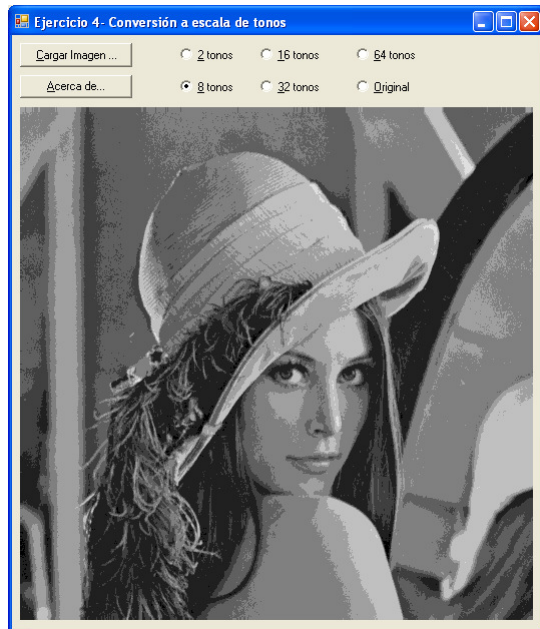 Ejercicio 4- Conversión a escala de tonos
Cargar Imagen ... 2 tonos 16 tonos 64 tonos
Acerca de... 8 tonos 32 tonos Original